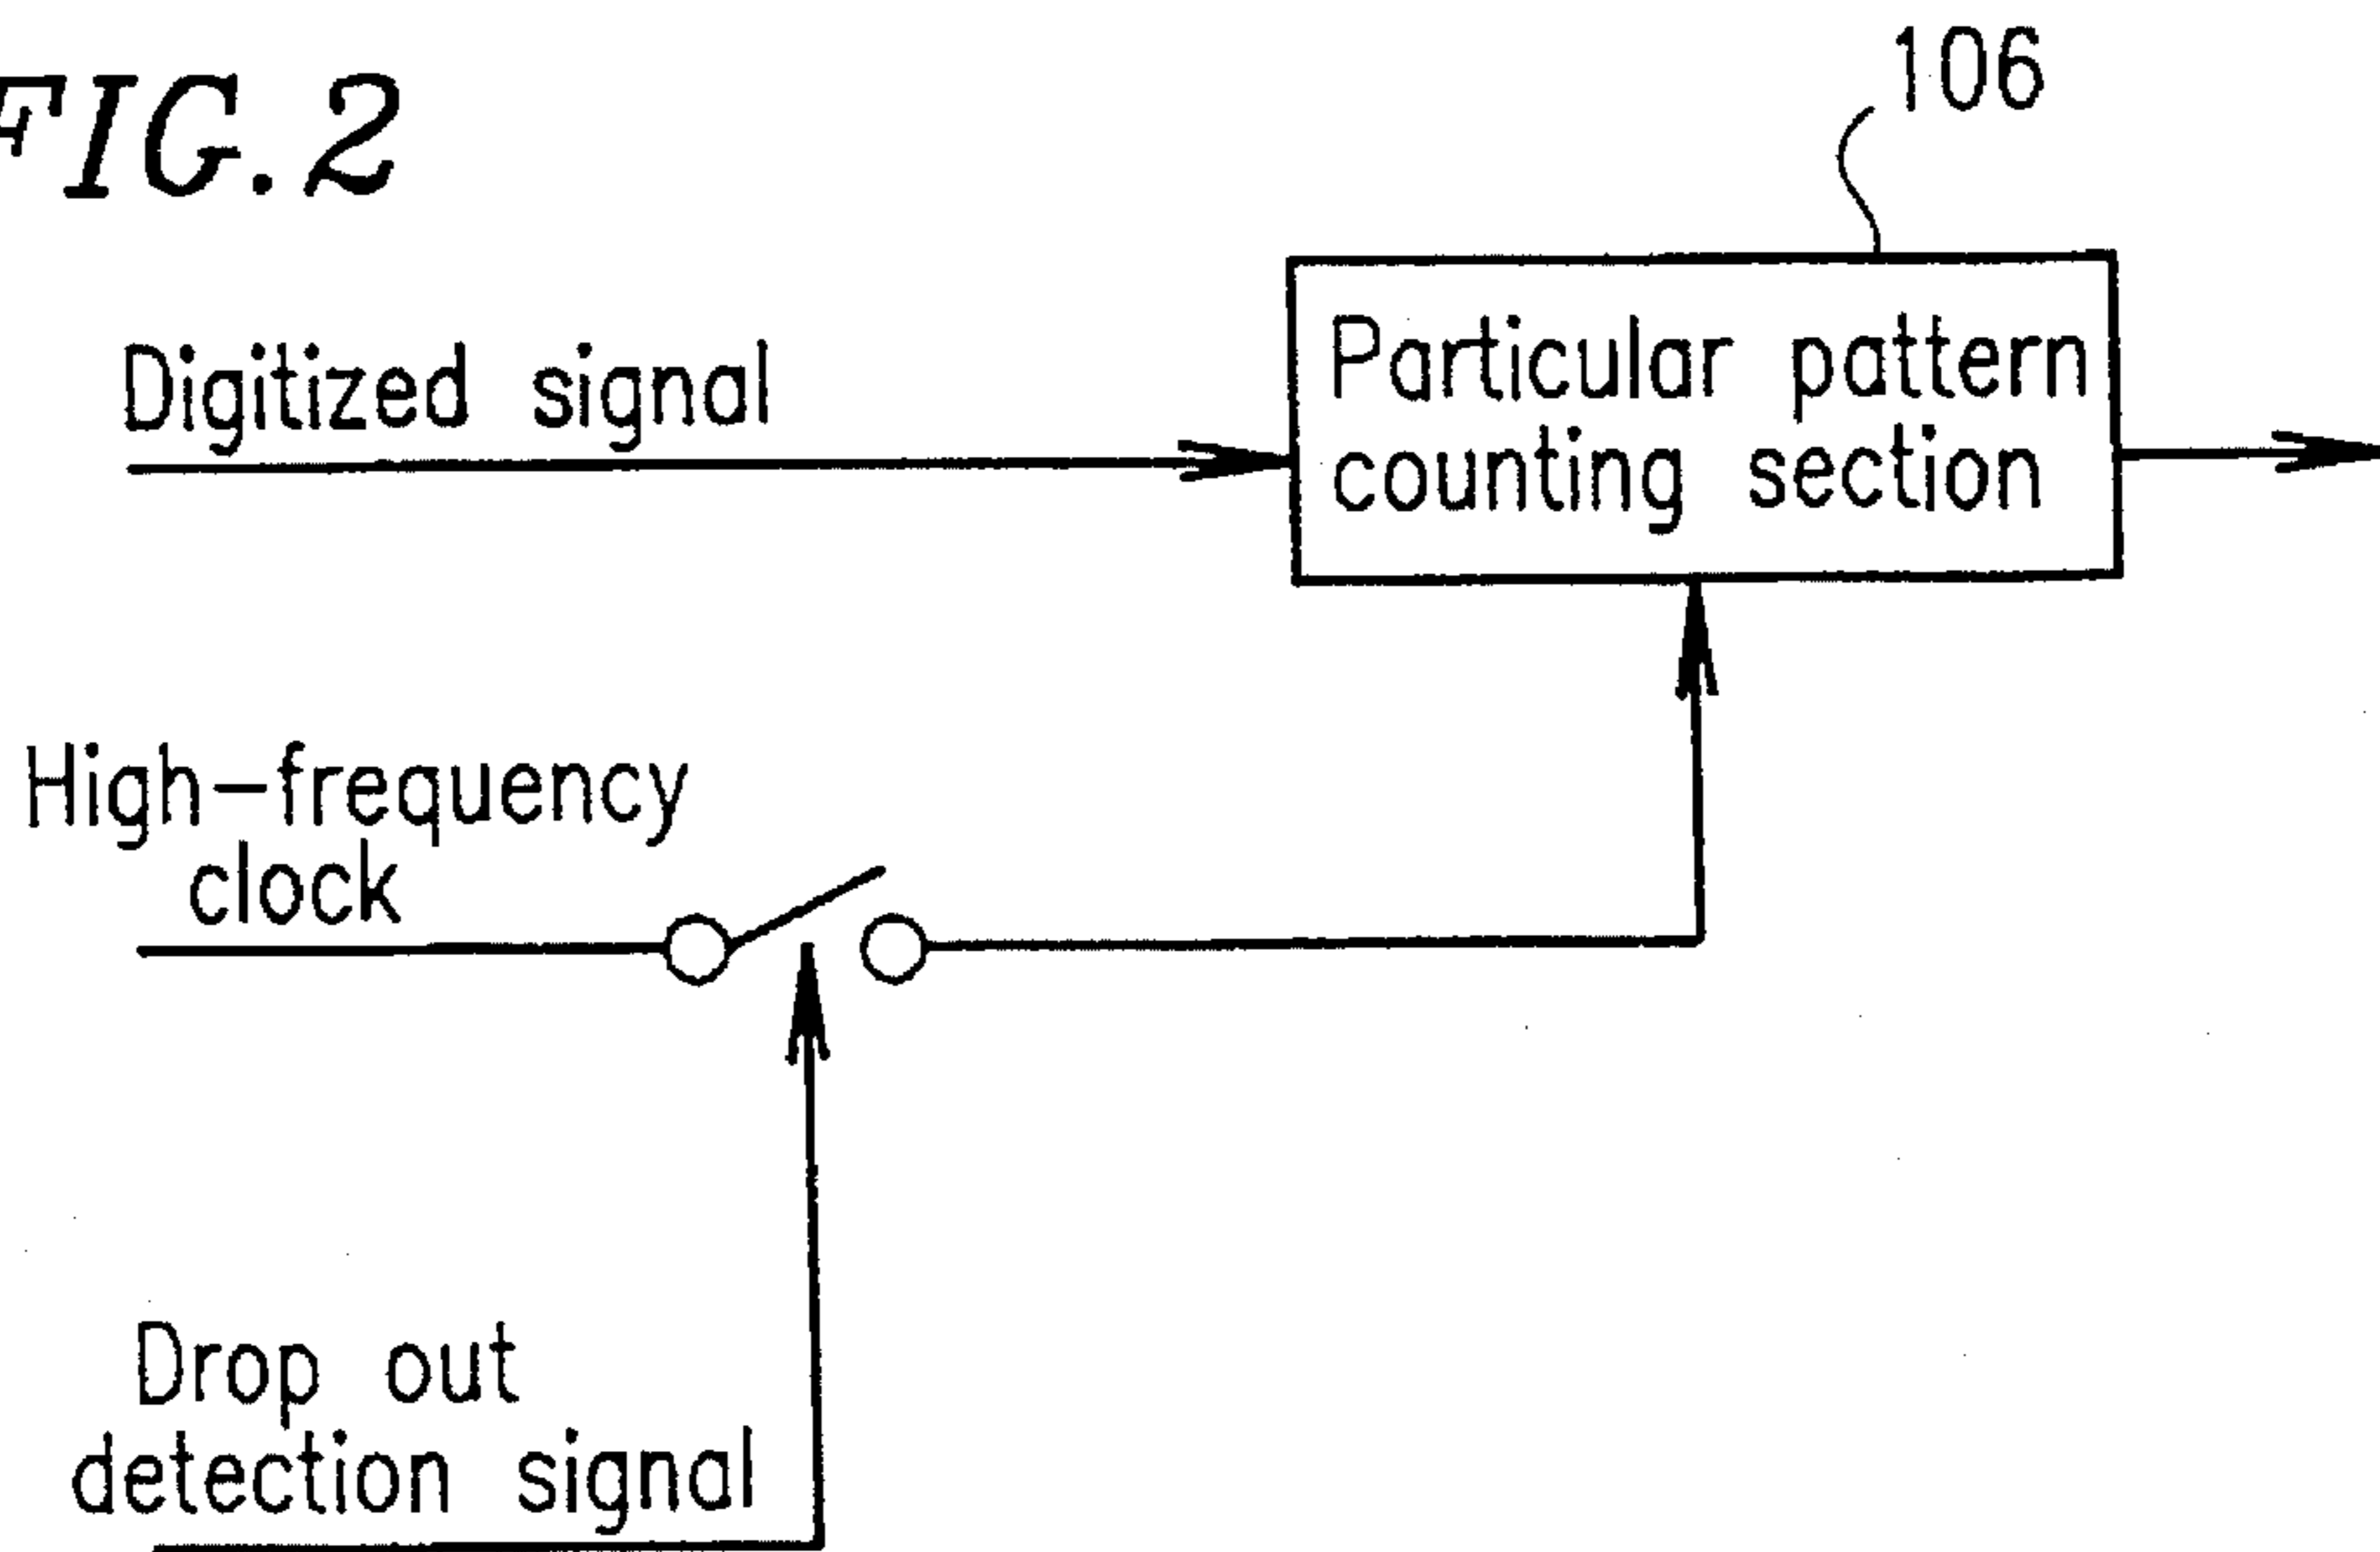 FIG.2
106
Digitized signal
Particular pattern
counting section
High-frequency
clock
Drop out
detection signal